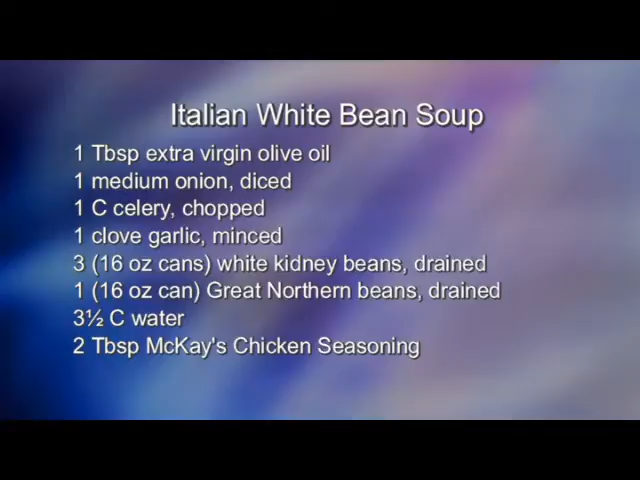 Italian White Bean Soup
1 Tbsp extra virgin olive oil
1 medium onion, diced
1 C celery, chopped
1 clove garlic, minced
3 (16 oz cans) white kidney beans, drained
1 (16 oz can) Great Northern beans, drained
3½ C water
2 Tbsp McKay's Chicken Seasoning